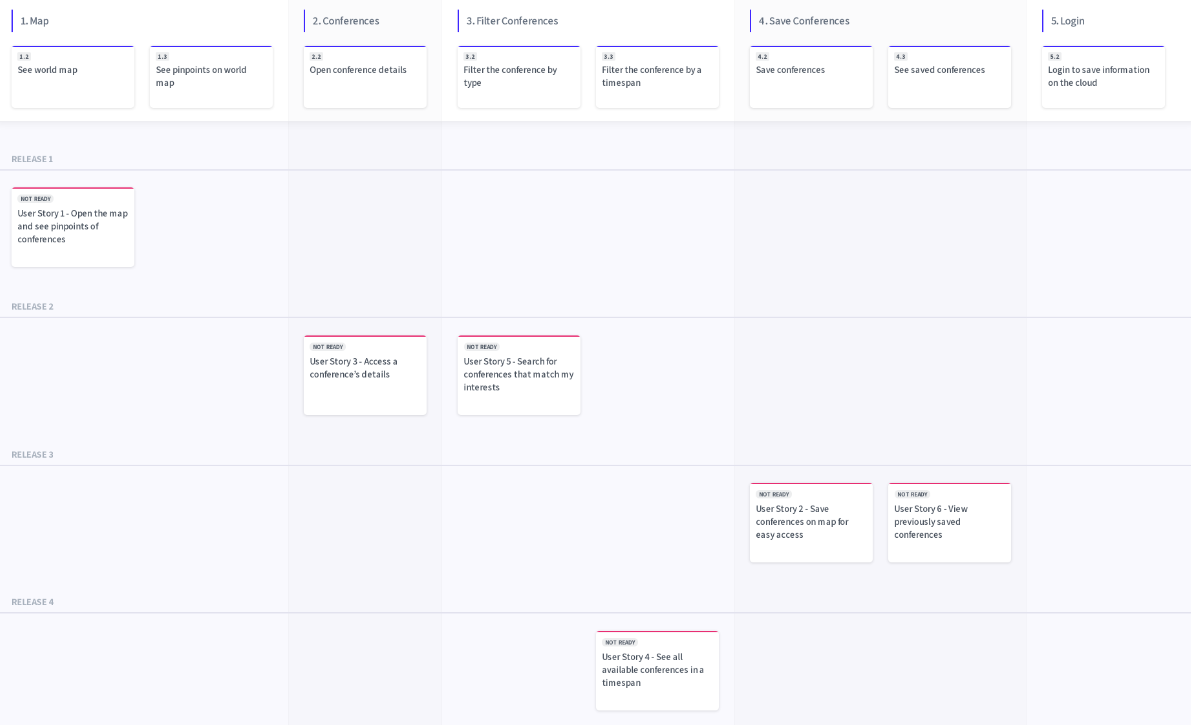 1. Map
2. Conferences
3. Filter Conferences
4. Save Conferences
5. Login
1.2
See world map
1.3
See pinpoints on world
map
2.2
Open conference details
3.2
Filter the conference by
type
3.3
Filter the conference by a
timespan
4.2
Save conferences
4.3
See saved conferences
5.2
Login to save information
on the cloud
RELEASE 1
NOT READY
User Story 1 - Open the map
and see pinpoints of
conferences
RELEASE 2
NOT READY
User Story 3 - Access a
conference's details
NOT READY
User Story 5 - Search for
conferences that match my
interests
RELEASE 3
NOT READY
User Story 2 - Save
conferences on map for
easy access
NOT READY
User Story 6 - View
previously saved
conferences
RELEASE 4
NOT READY
User Story 4 - See all
available conferences in a
timespan